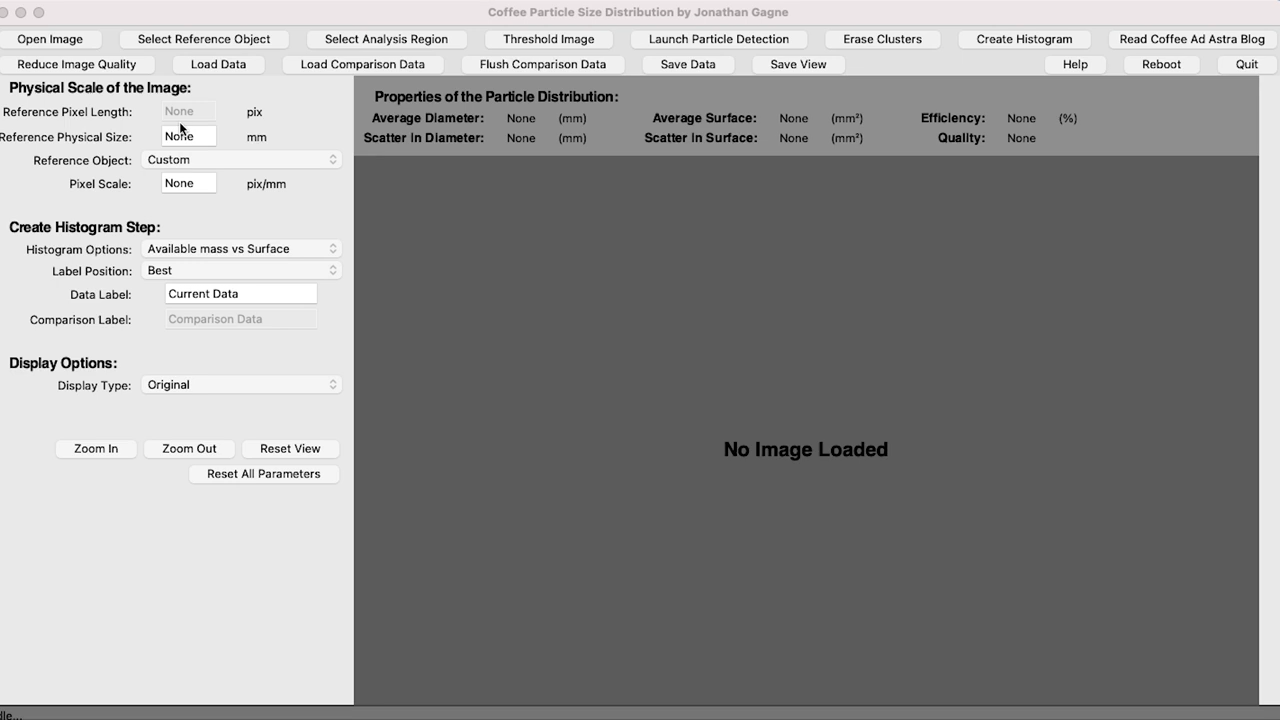 Coffee Particle Size Distribution by Jonathan Gagne
Open Image Select Reference Object Select Analysis Region Threshold Image Launch Particle Detection Erase Clusters Create Histogram Read Coffee Ad Astra Blog
Reduce Image Quality Load Data Load Comparison Data Flush Comparison Data Save Data Save View Help Reboot Quit
Physical Scale of the Image:
Reference Pixel Length: None pix
Reference Physical Size: None mm
Reference Object: Custom
Pixel Scale: None pix/mm
Create Histogram Step:
Histogram Options: Available mass vs Surface
Label Position: Best
Data Label: Current Data
Comparison Label: Comparison Data
Display Options:
Display Type: Original
Zoom In Zoom Out Reset View
Reset All Parameters
Properties of the Particle Distribution:
Average Diameter: None (mm) Average Surface: None (mm²) Efficiency: None (%)
Scatter in Diameter: None (mm) Scatter in Surface: None (mm²) Quality: None
No Image Loaded